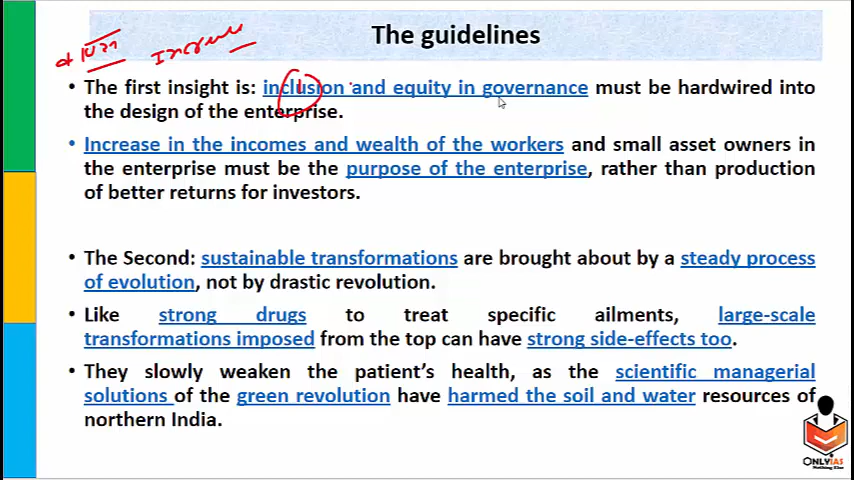 The guidelines
Increase
• The first insight is: inclusion and equity in governance must be hardwired into
the design of the enterprise.
• Increase in the incomes and wealth of the workers and small asset owners in
the enterprise must be the purpose of the enterprise, rather than production
of better returns for investors.
• The Second: sustainable transformations are brought about by a steady process
of evolution, not by drastic revolution.
• Like strong drugs to treat specific ailments, large-scale
transformations imposed from the top can have strong side-effects too.
• They slowly weaken the patient's health, as the scientific managerial
solutions of the green revolution have harmed the soil and water resources of
northern India.
ONLYIAS
Nothing Else